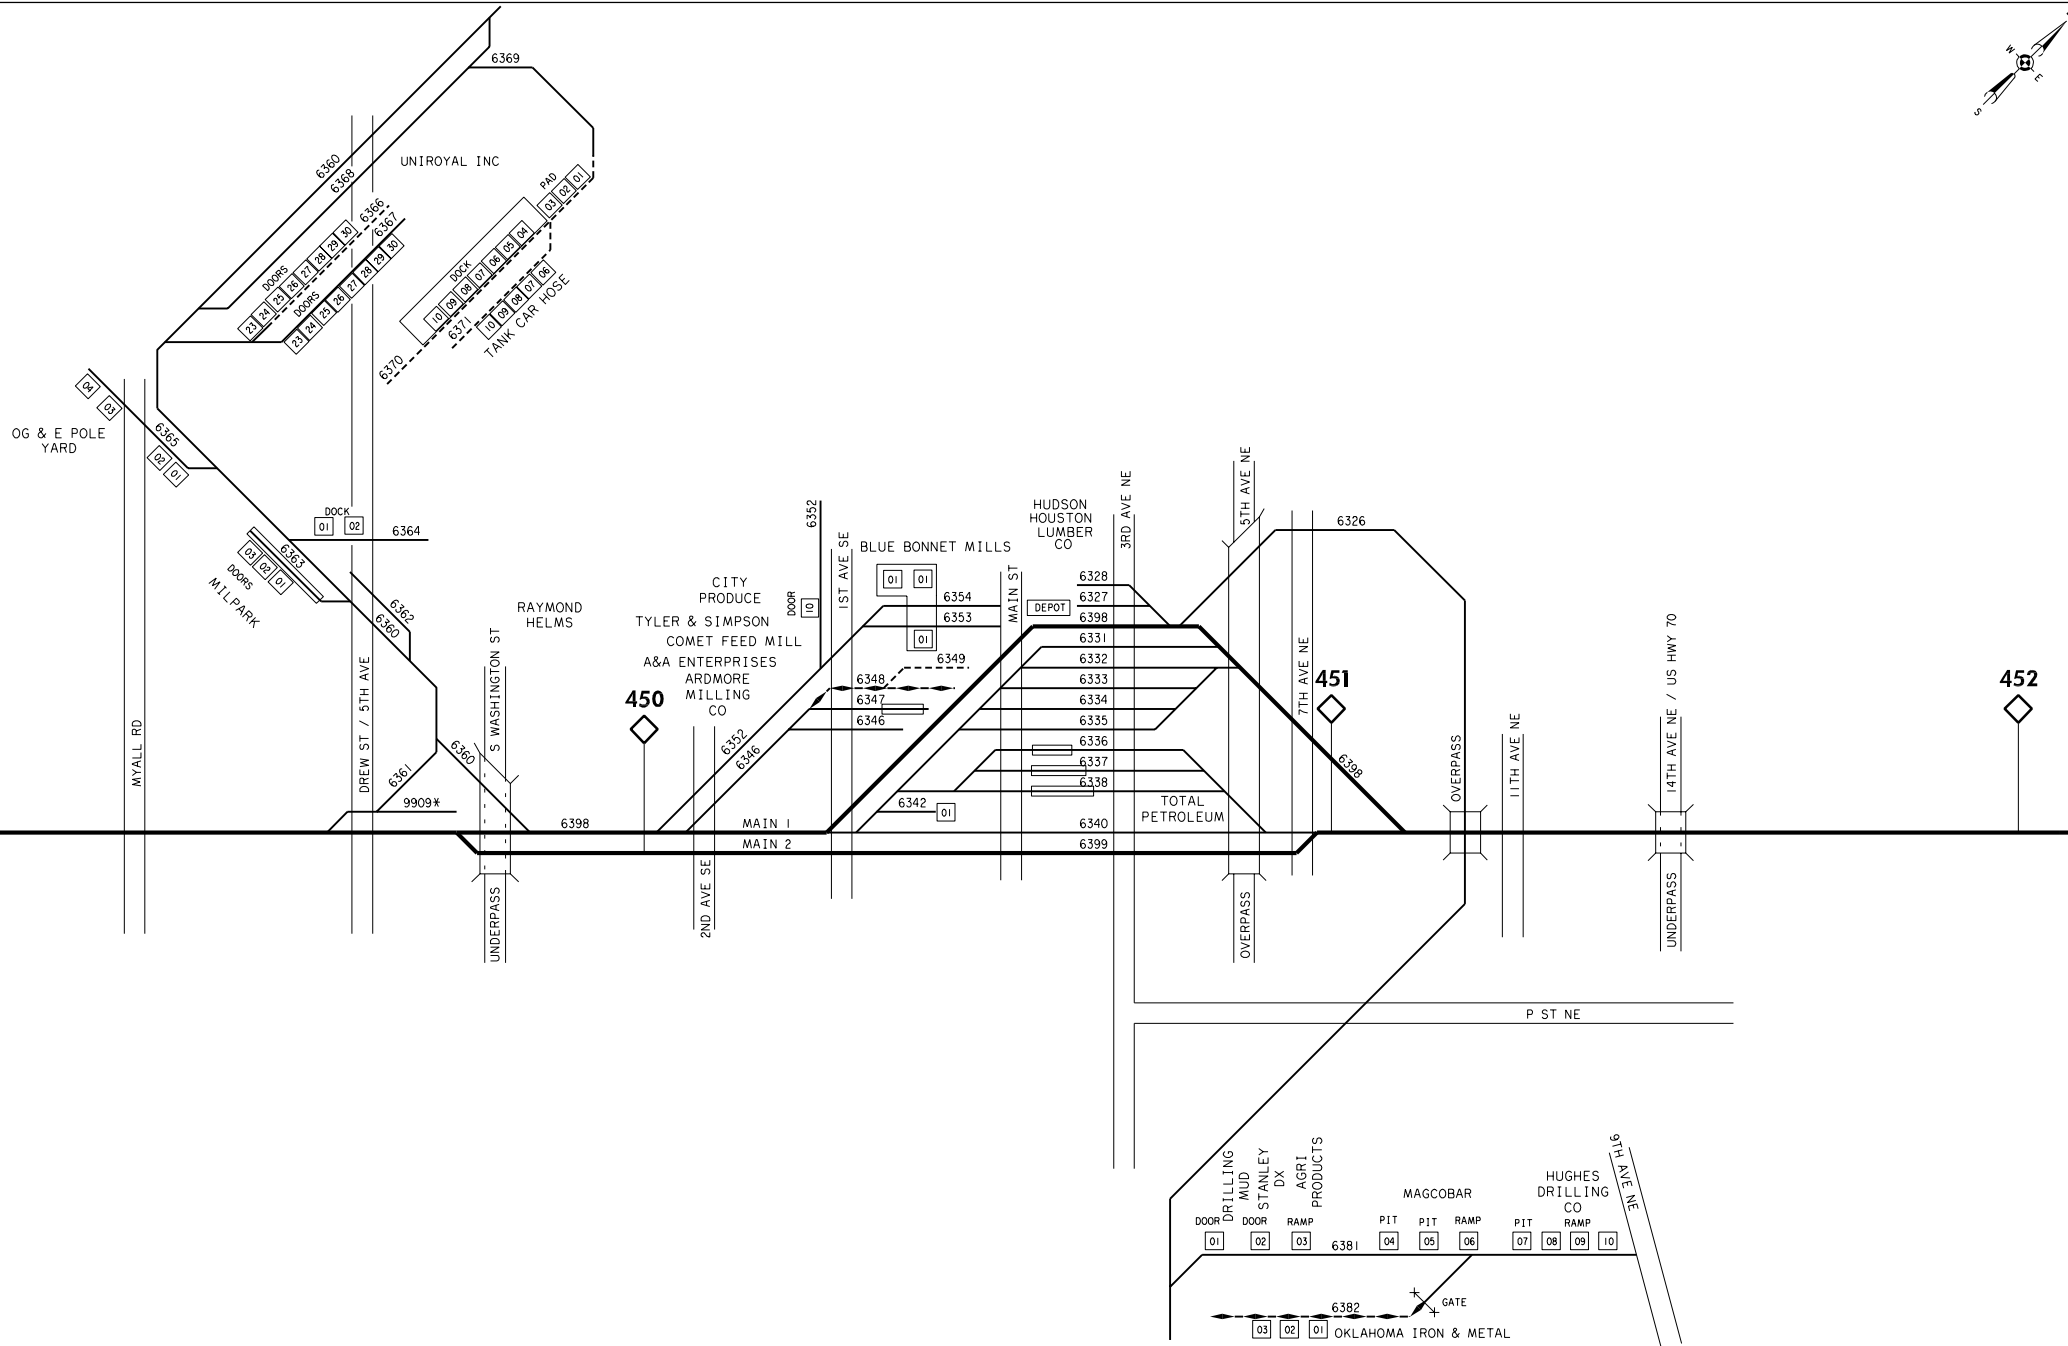 6369
W
E
S
6360
6368
UNIROYAL INC
PAD
03 02 01
6366
6367
DOORS
23 24 25 26 27 28 29 30
DOORS
23 24 25 26 27 28 29 30
DOCK
10 09 08 07 06 05 04
6371
10 09 08 07 06
TANK CAR HOSE
6370
04
03
OG & E POLE
YARD
6365
02
01
MYALL RD
DOCK
01 02
6364
6363
03 02 01
DOORS
MILPARK
6362
6360
DREW ST / 5TH AVE
6361
9909*
6360
S WASHINGTON ST
UNDERPASS
RAYMOND
HELMS
6398
450
CITY
PRODUCE
TYLER & SIMPSON
COMET FEED MILL
A&A ENTERPRISES
ARDMORE
MILLING
CO
DOOR
10
6352
6352
6346
2ND AVE SE
MAIN 1
MAIN 2
1ST AVE SE
BLUE BONNET MILLS
01 01
01
6354
6353
6349
6348
6347
6346
6342
01
MAIN ST
HUDSON
HOUSTON
LUMBER
CO
DEPOT
3RD AVE NE
6328
6327
6398
6331
6332
6333
6334
6335
6336
6337
6338
6340
6399
TOTAL
PETROLEUM
5TH AVE NE
OVERPASS
6326
7TH AVE NE
451
6398
OVERPASS
11TH AVE NE
14TH AVE NE / US HWY 70
UNDERPASS
452
P ST NE
DRILLING
MUD
STANLEY
DX
AGRI
PRODUCTS
MAGCOBAR
HUGHES
DRILLING
CO
9TH AVE NE
DOOR DOOR RAMP PIT PIT RAMP PIT RAMP
01 02 03 04 05 06 07 08 09 10
6381
6382
GATE
03 02 01 OKLAHOMA IRON & METAL